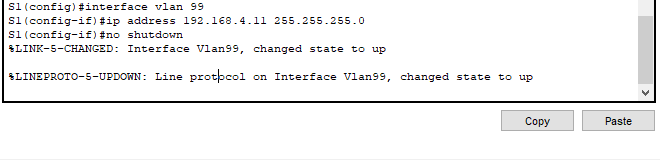 S1(config)#interface vlan 99
S1(config-if)#ip address 192.168.4.11 255.255.255.0
S1(config-if)#no shutdown
%LINK-5-CHANGED: Interface Vlan99, changed state to up
%LINEPROTO-5-UPDOWN: Line protocol on Interface Vlan99, changed state to up
Copy
Paste